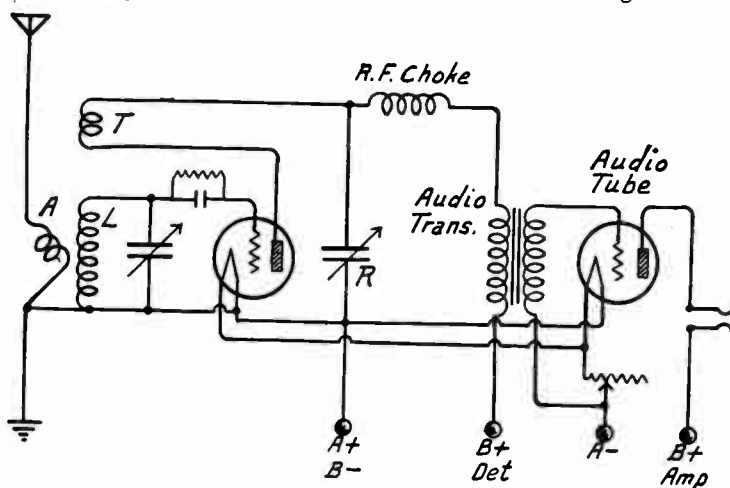 R.F. Choke
T
Audio
Tube
A
L
Audio
Trans.
R
A+
B-
B+
Det
A-
B+
Amp